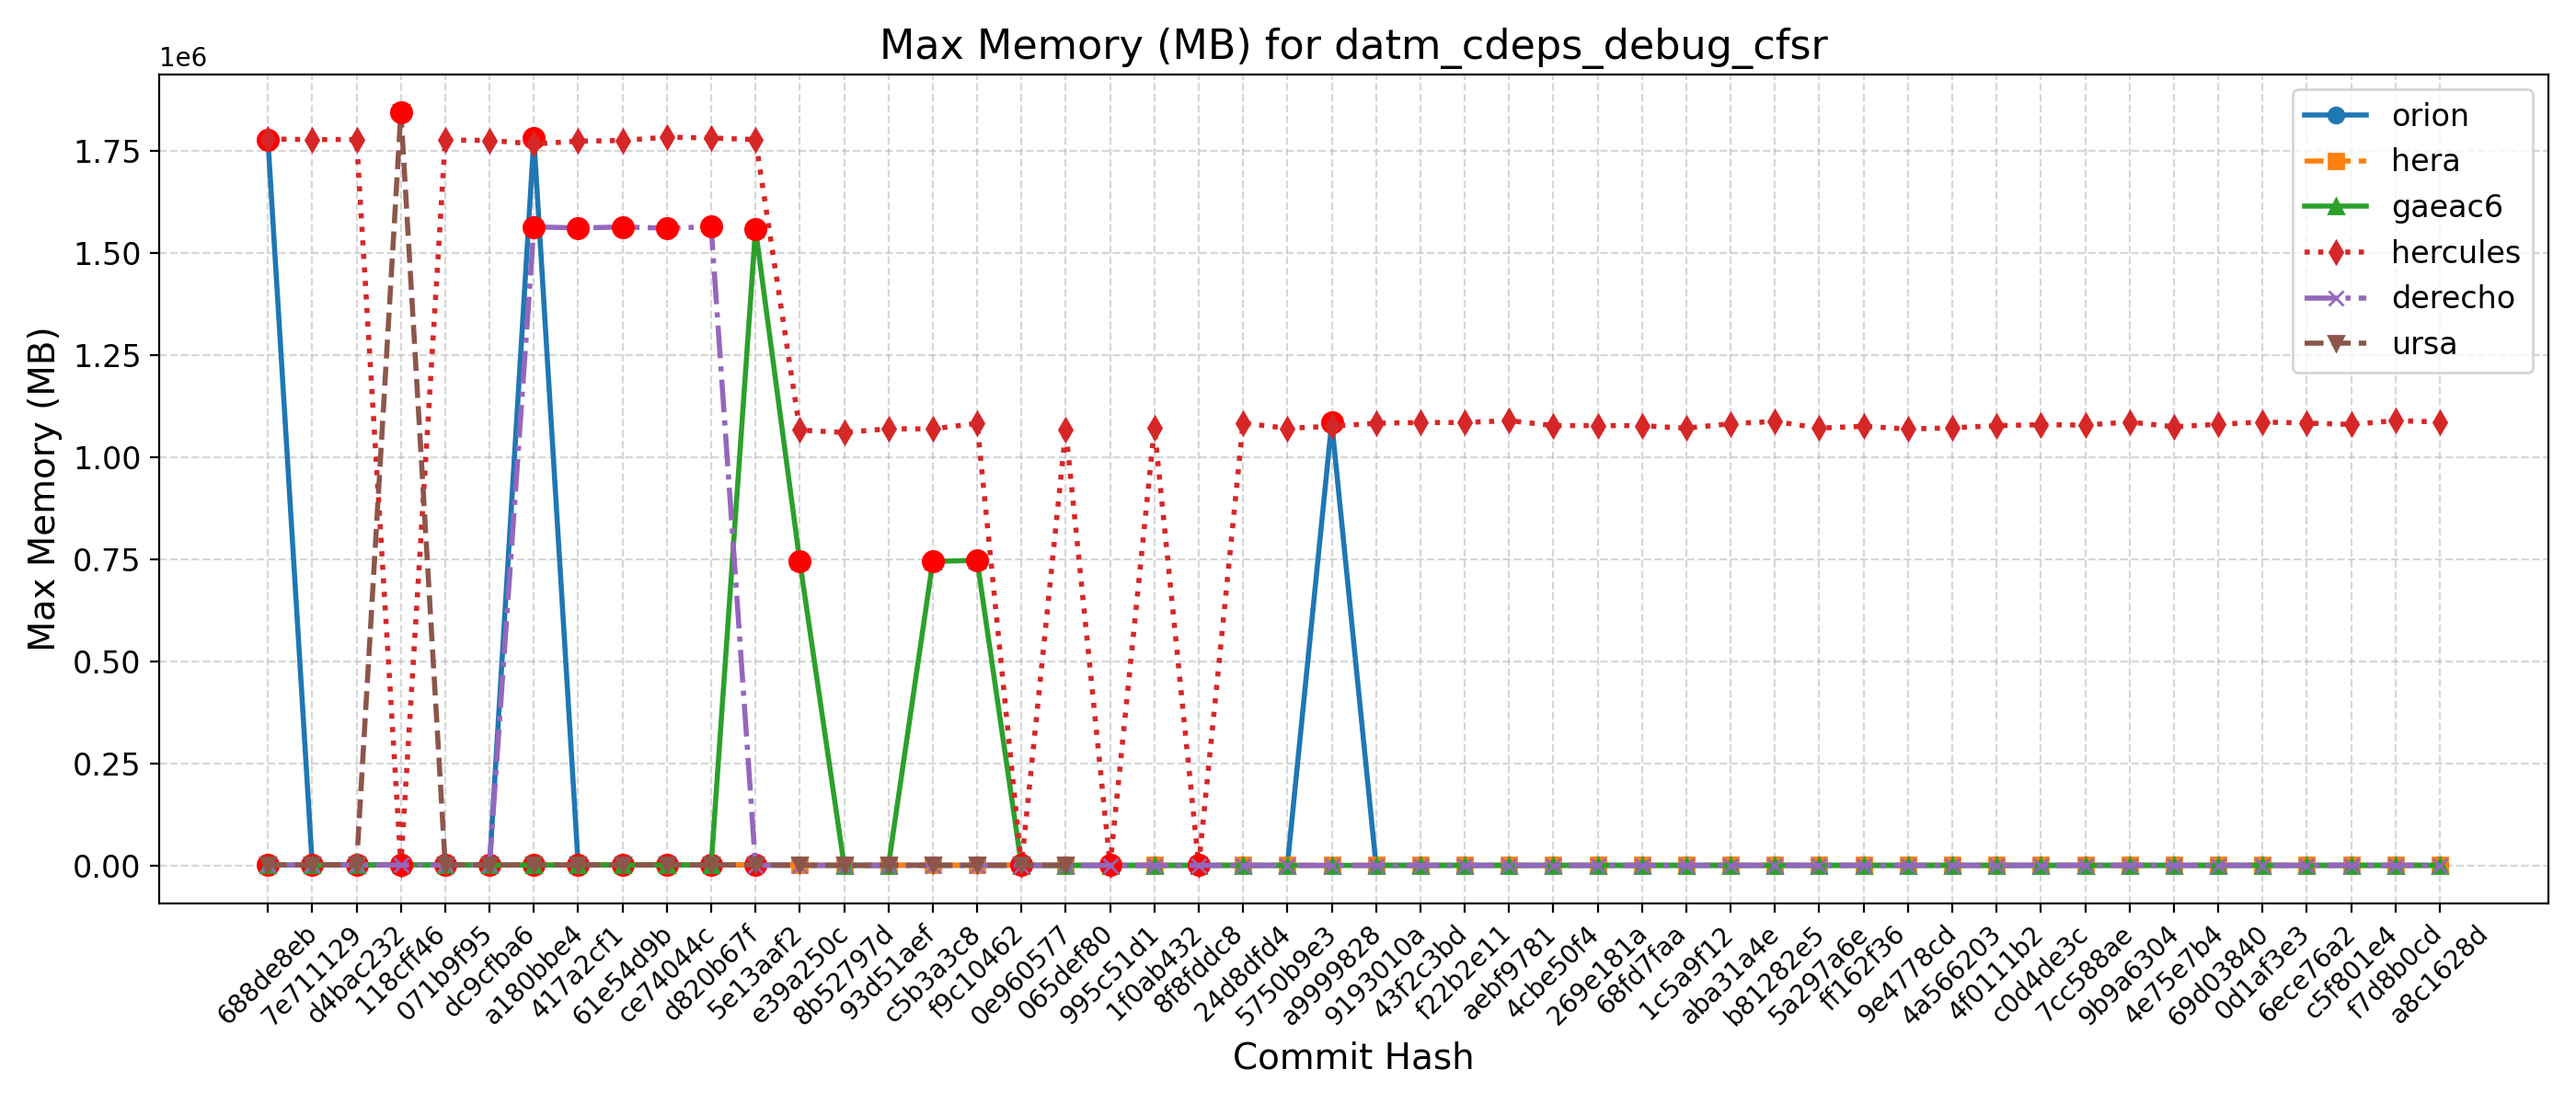 Max Memory (MB) for datm_cdeps_debug_cfsr
1e6
1.75
1.50
1.25
1.00
0.75
0.50
0.25
0.00
Max Memory (MB)
orion
hera
gaeac6
hercules
derecho
ursa
688de8eb
7e711129
d4bac232
118cff46
071b9f95
dc9cfba6
a180bbe4
417a2cf1
61e54d9b
ce74044c
d820b67f
5e13aaf2
e39a250c
8b52797d
93d51aef
c5b3a3c8
f9c10462
0e960577
065def80
995c51d1
1f0ab432
8f8fddc8
24d8dfd4
5750b9e3
a9999828
9193010a
43f2c3bd
f22b2e11
aebf9781
4cbe50f4
269e181a
68fd7faa
1c5a9f12
aba31a4e
b81282e5
5a297a6e
ff162f36
9e4778cd
4a566203
4f0111b2
c0d4de3c
7cc588ae
9b9a6304
4e75e7b4
69d03840
0d1af3e3
6ece76a2
c5f801e4
f7d8b0cd
a8c1628d
Commit Hash